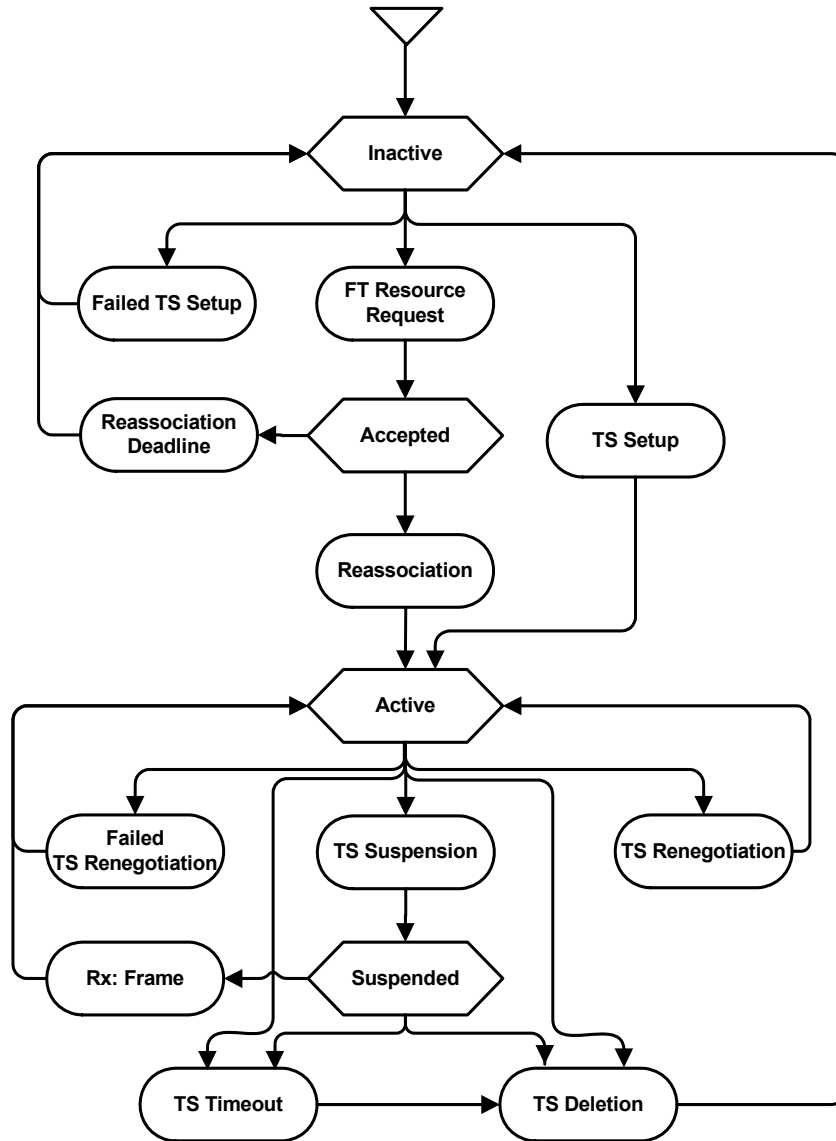 Inactive
Failed TS Setup
FT Resource
Request
Reassociation
Deadline
Accepted
TS Setup
Reassociation
Active
Failed
TS Renegotiation
TS Suspension
TS Renegotiation
Rx: Frame
Suspended
TS Timeout
TS Deletion